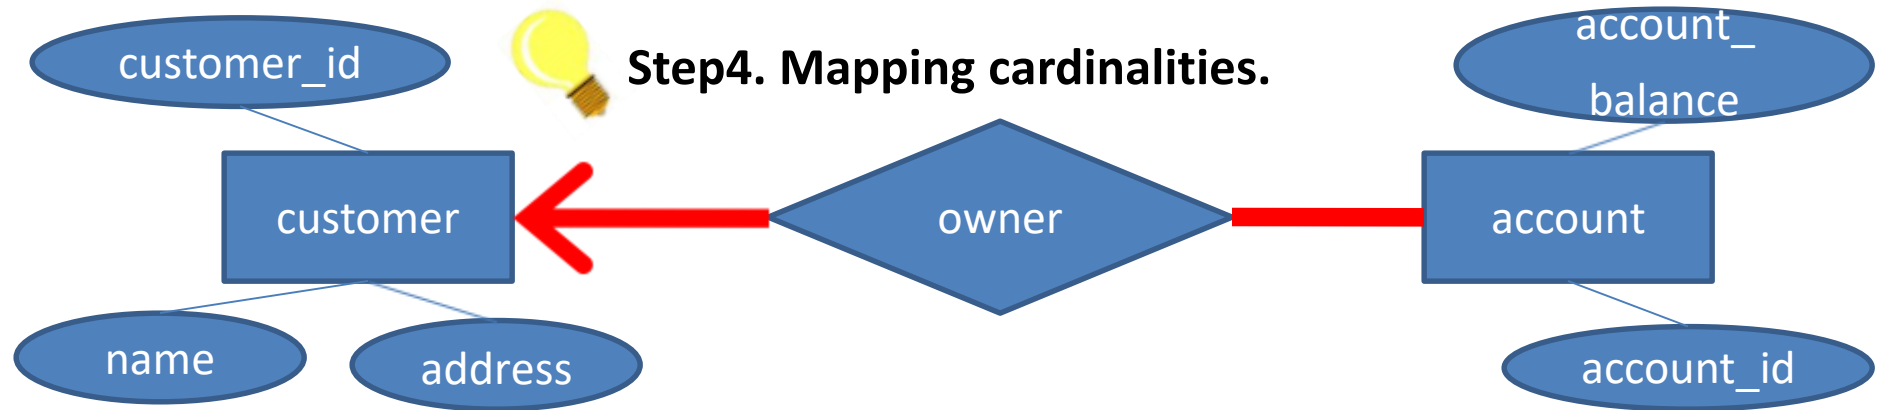 customer_id
Step4. Mapping cardinalities.
account_
balance
customer
owner
account
name
address
account_id